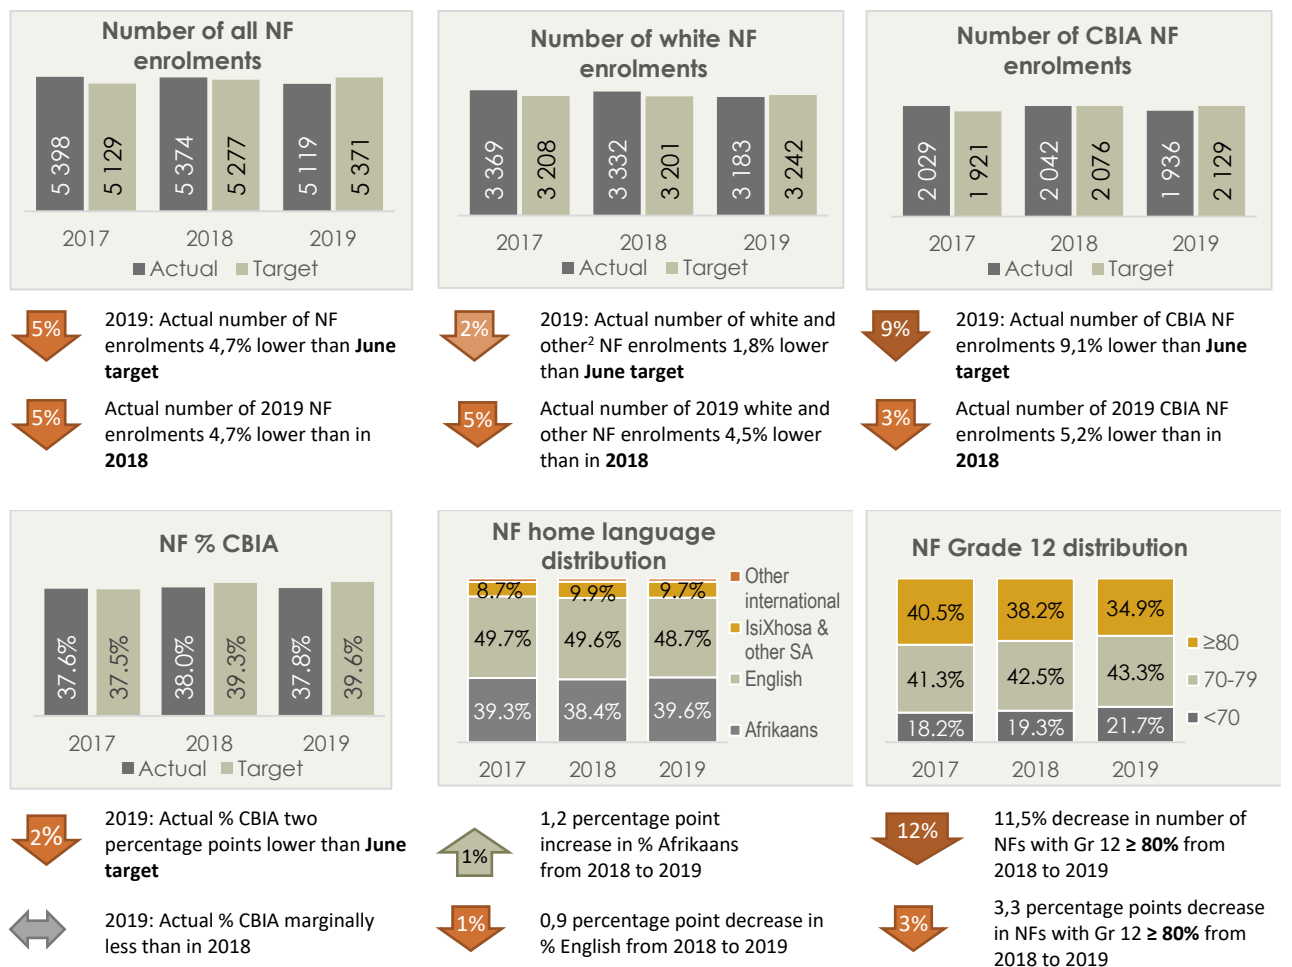 Number of all NF
enrolments
5 398
5 129
5 374
5 277
5 119
5 371
2017
2018
2019
Actual
Target
Number of white NF
enrolments
3 369
3 208
3 332
3 201
3 183
3 242
2017
2018
2019
Actual
Target
Number of CBIA NF
enrolments
2 029
1 921
2 042
2 076
1 936
2 129
2017
2018
2019
Actual
Target
5%
2019: Actual number of NF
enrolments 4,7% lower than June
target
5%
Actual number of 2019 NF
enrolments 4,7% lower than in
2018
2%
2019: Actual number of white and
other² NF enrolments 1,8% lower
than June target
5%
Actual number of 2019 white and
other NF enrolments 4,5% lower
than in 2018
9%
2019: Actual number of CBIA NF
enrolments 9,1% lower than June
target
3%
Actual number of 2019 CBIA NF
enrolments 5,2% lower than in
2018
NF % CBIA
37.6%
37.5%
38.0%
39.3%
37.8%
39.6%
2017
2018
2019
Actual
Target
NF home language
distribution
8.7%
9.9%
9.7%
49.7%
49.6%
48.7%
39.3%
38.4%
39.6%
2017
2018
2019
Other
international
IsiXhosa &
other SA
English
Afrikaans
NF Grade 12 distribution
40.5%
38.2%
34.9%
41.3%
42.5%
43.3%
18.2%
19.3%
21.7%
2017
2018
2019
≥80
70-79
<70
2%
2019: Actual % CBIA two
percentage points lower than June
target
2019: Actual % CBIA marginally
less than in 2018
1%
1,2 percentage point
increase in % Afrikaans
from 2018 to 2019
1%
0,9 percentage point decrease in
% English from 2018 to 2019
12%
11,5% decrease in number of
NFs with Gr 12 ≥ 80% from
2018 to 2019
3%
3,3 percentage points decrease
in NFs with Gr 12 ≥ 80% from
2018 to 2019